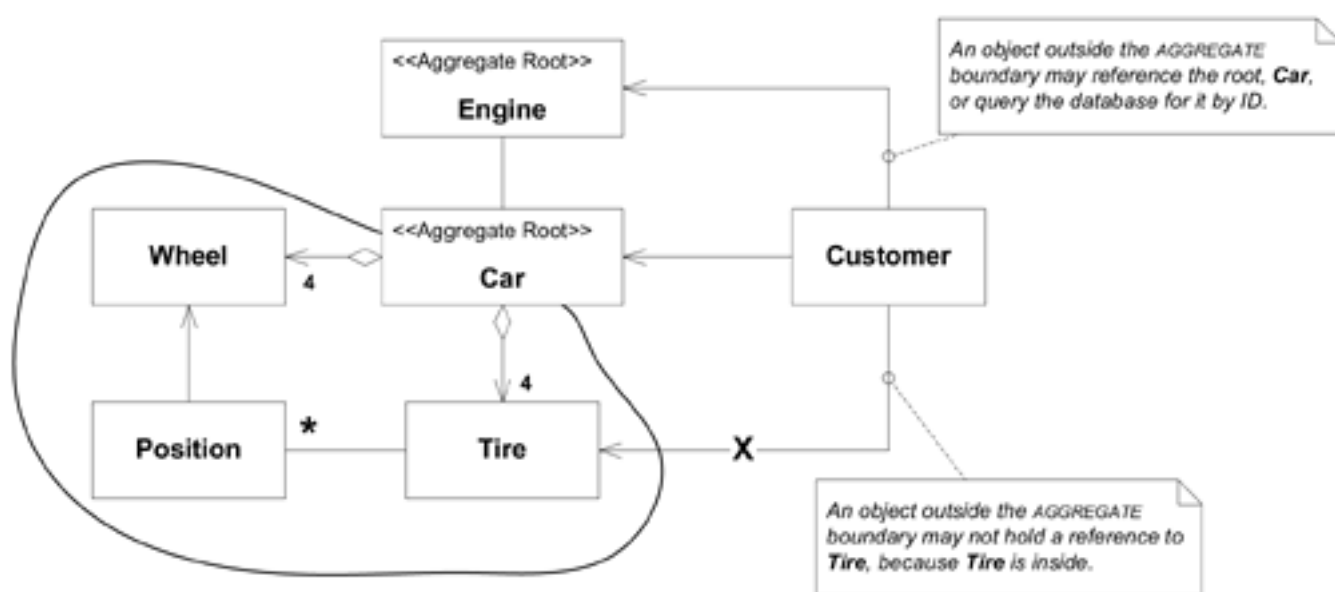 <<Aggregate Root>>
Engine
An object outside the AGGREGATE
boundary may reference the root, Car,
or query the database for it by ID.
Wheel
4
<<Aggregate Root>>
Car
Customer
4
Position
*
Tire
X
An object outside the AGGREGATE
boundary may not hold a reference to
Tire, because Tire is inside.